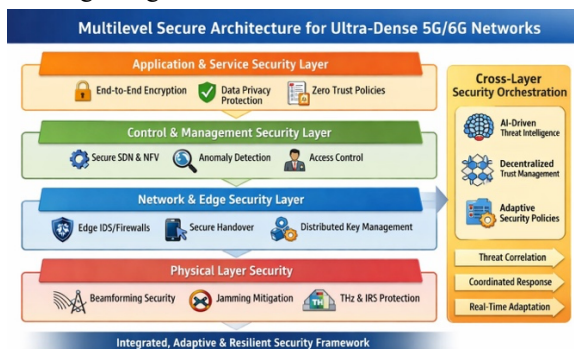 Multilevel Secure Architecture for Ultra-Dense 5G/6G Networks
Application & Service Security Layer
End-to-End Encryption
Data Privacy
Protection
Zero Trust Policies
Control & Management Security Layer
Secure SDN & NFV
Anomaly Detection
Access Control
Network & Edge Security Layer
Edge IDS/Firewalls
Secure Handover
Distributed Key Management
Physical Layer Security
Beamforming Security
Jamming Mitigation
TH
THz & IRS Protection
Cross-Layer
Security Orchestration
AI-Driven
Threat Intelligence
Decentralized
Trust Management
Adaptive
Security Policies
Threat Correlation
Coordinated Response
Real-Time Adaptation
Integrated, Adaptive & Resilient Security Framework